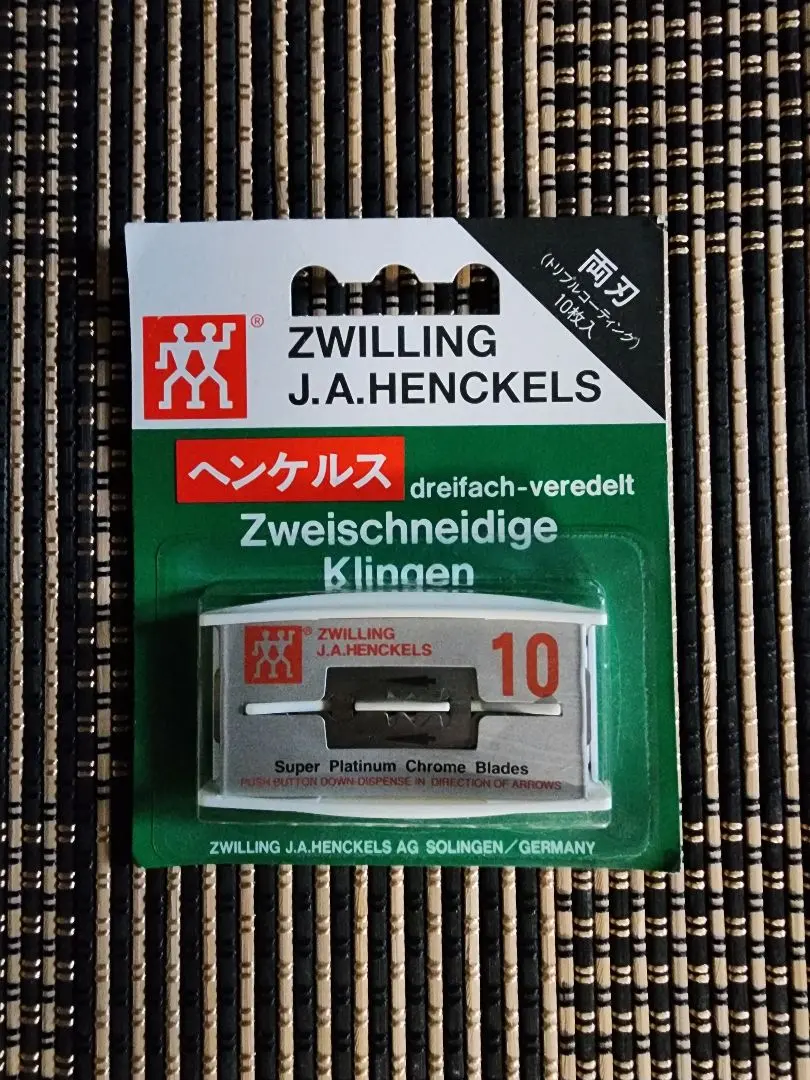 両刃
(トリプルコーティング)
10枚入
®
ZWILLING
J.A.HENCKELS
ヘンケルス
dreifach-veredelt
Zweischneidige
Klingen
®
ZWILLING
J.A.HENCKELS
10
Super Platinum Chrome Blades
PUSH BUTTON DOWN-DISPENSE IN DIRECTION OF ARROWS
ZWILLING J.A.HENCKELS AG SOLINGEN/GERMANY